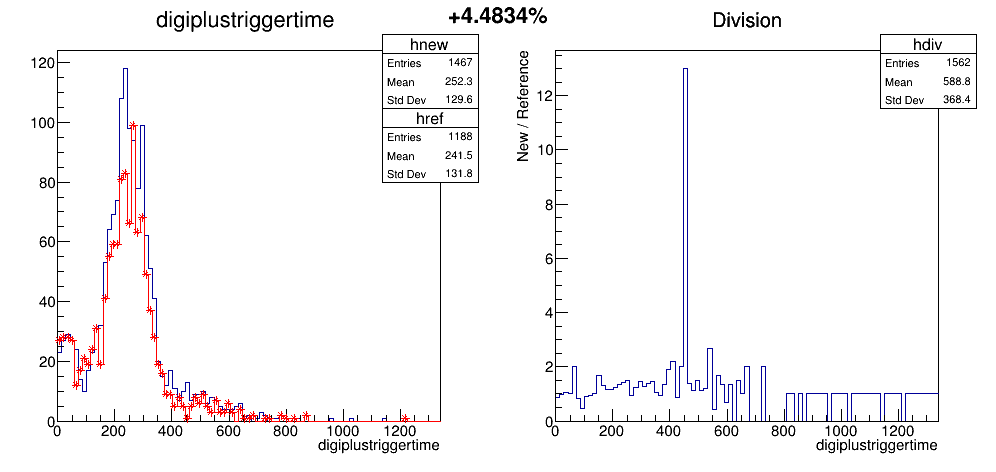 +4.4834%
digiplustriggertime
hnew
Entries 1467
Mean 252.3
Std Dev 129.6
href
Entries 1188
Mean 241.5
Std Dev 131.8
120
100
80
60
40
20
0
0 200 400 600 800 1000 1200
digiplustriggertime
Division
hdiv
Entries 1562
Mean 588.8
Std Dev 368.4
New / Reference
12
10
8
6
4
2
0
0 200 400 600 800 1000 1200
digiplustriggertime